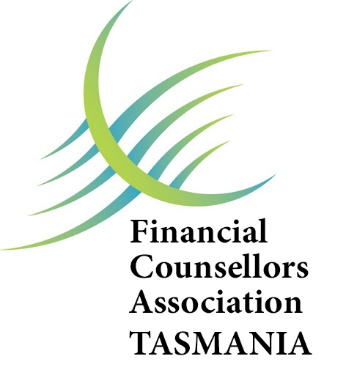 Financial
Counsellors
Association
TASMANIA